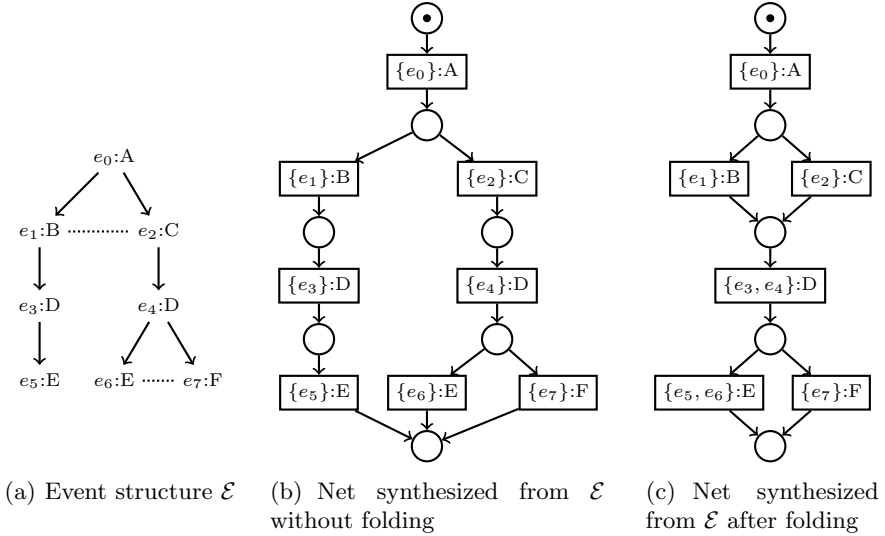 e₀:A
e₁:B
e₂:C
e₃:D
e₄:D
e₅:E
e₆:E
e₇:F
(a) Event structure ℰ
{e₀}:A
{e₁}:B
{e₂}:C
{e₃}:D
{e₄}:D
{e₅}:E
{e₆}:E
{e₇}:F
(b) Net synthesized from ℰ
without folding
{e₀}:A
{e₁}:B
{e₂}:C
{e₃, e₄}:D
{e₅, e₆}:E
{e₇}:F
(c) Net synthesized
from ℰ after folding